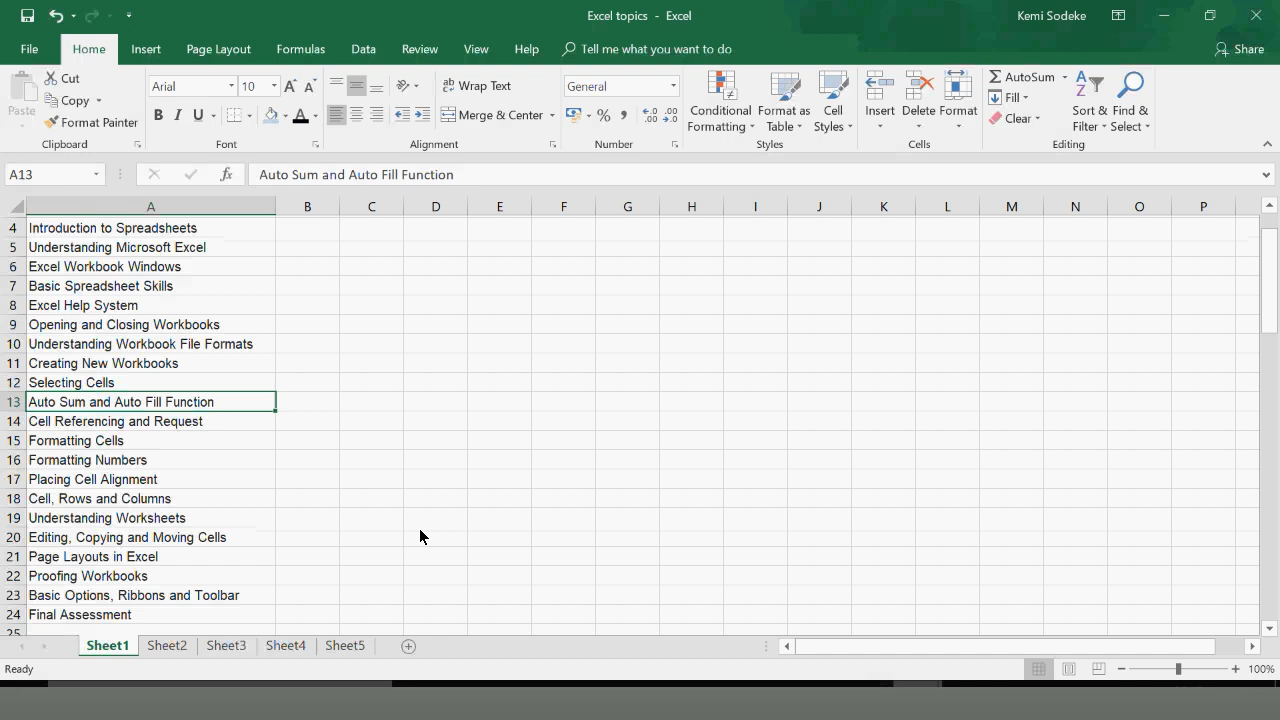 Excel topics - Excel
Kemi Sodeke
File Home Insert Page Layout Formulas Data Review View Help Tell me what you want to do Share
Paste
Cut
Copy
Format Painter
Clipboard
Arial 10 A A
B I U A
Font
ab Wrap Text
Merge & Center
Alignment
General
% , .00 .0
Number
Conditional Formatting
Format as Table
Cell Styles
Styles
Insert Delete Format
Cells
AutoSum
Fill
Clear
Sort & Filter
Find & Select
Editing
A13 fx Auto Sum and Auto Fill Function
A B C D E F G H I J K L M N O P
4 Introduction to Spreadsheets
5 Understanding Microsoft Excel
6 Excel Workbook Windows
7 Basic Spreadsheet Skills
8 Excel Help System
9 Opening and Closing Workbooks
10 Understanding Workbook File Formats
11 Creating New Workbooks
12 Selecting Cells
13 Auto Sum and Auto Fill Function
14 Cell Referencing and Request
15 Formatting Cells
16 Formatting Numbers
17 Placing Cell Alignment
18 Cell, Rows and Columns
19 Understanding Worksheets
20 Editing, Copying and Moving Cells
21 Page Layouts in Excel
22 Proofing Workbooks
23 Basic Options, Ribbons and Toolbar
24 Final Assessment
25
Sheet1 Sheet2 Sheet3 Sheet4 Sheet5
Ready 100%